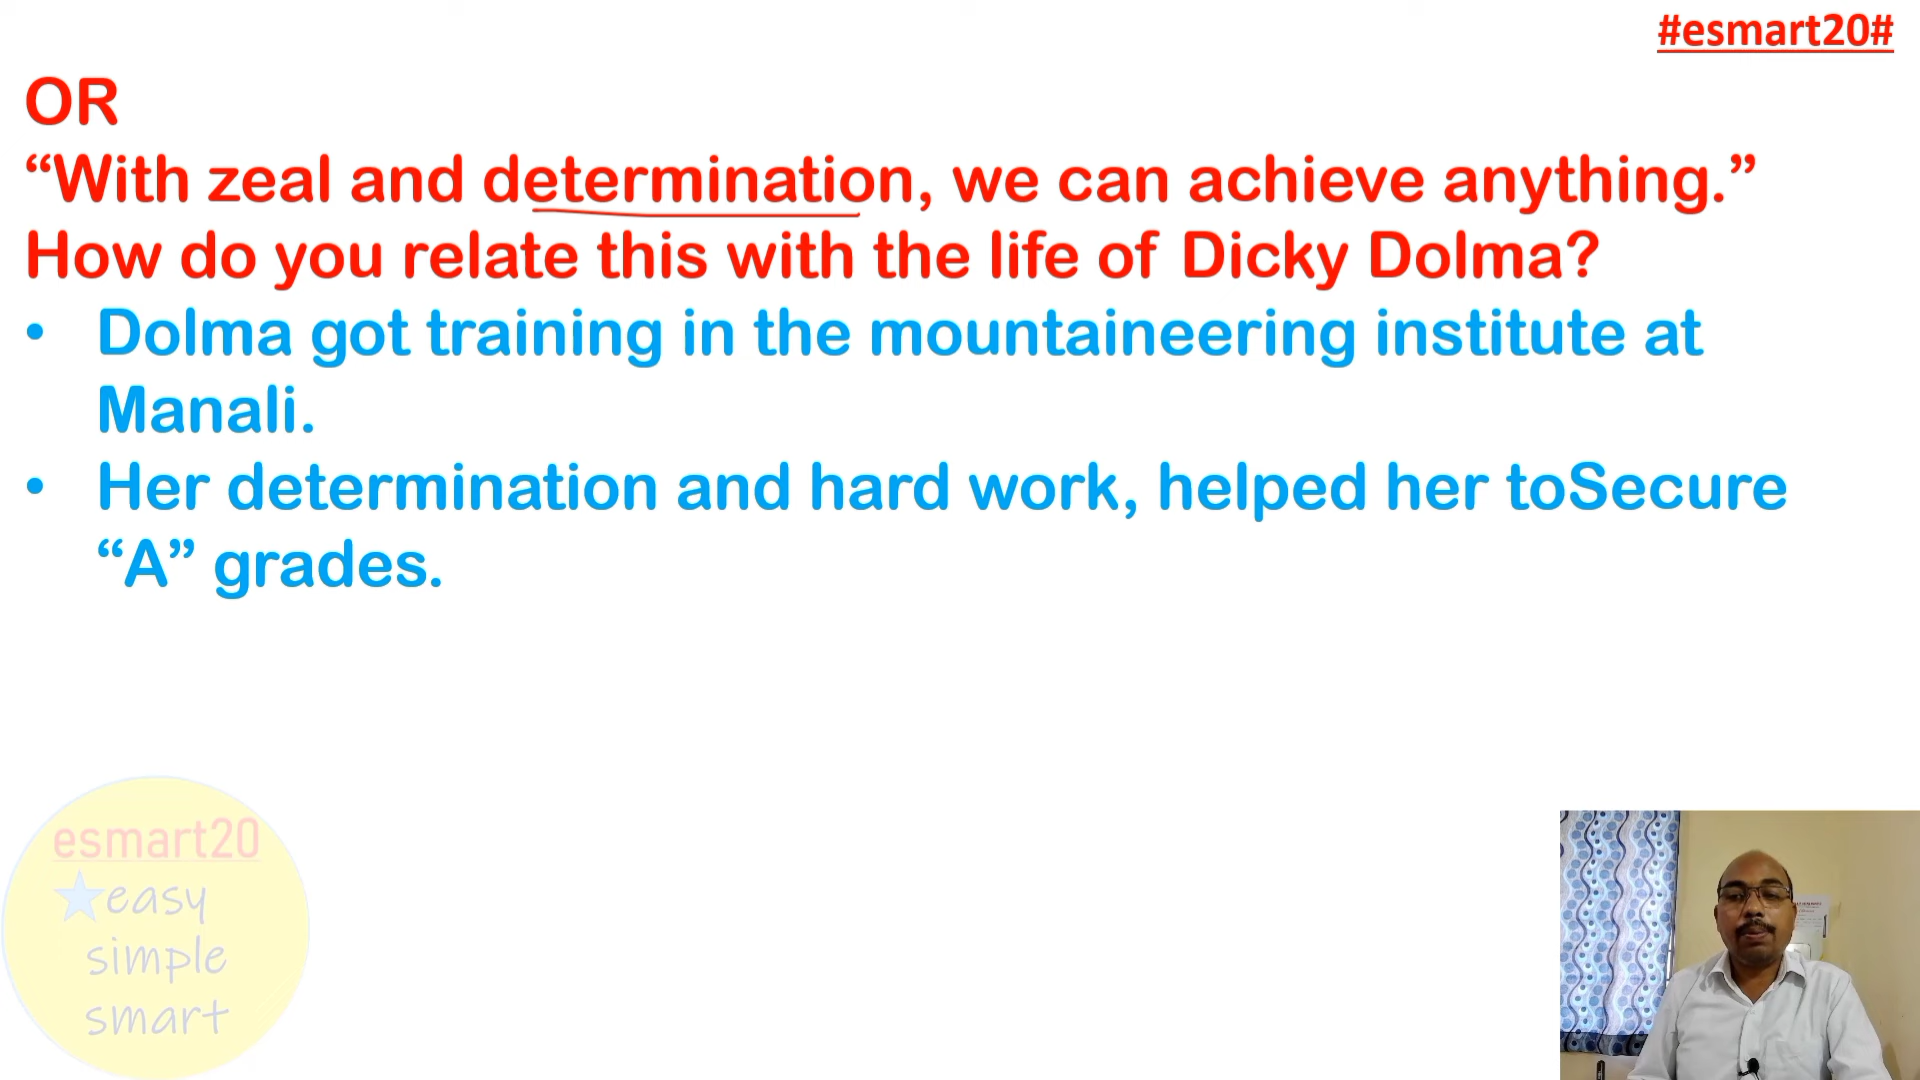 #esmart20#
OR
“With zeal and determination, we can achieve anything.”
How do you relate this with the life of Dicky Dolma?
• Dolma got training in the mountaineering institute at
Manali.
• Her determination and hard work, helped her toSecure
“A” grades.
esmart20
easy
simple
smart